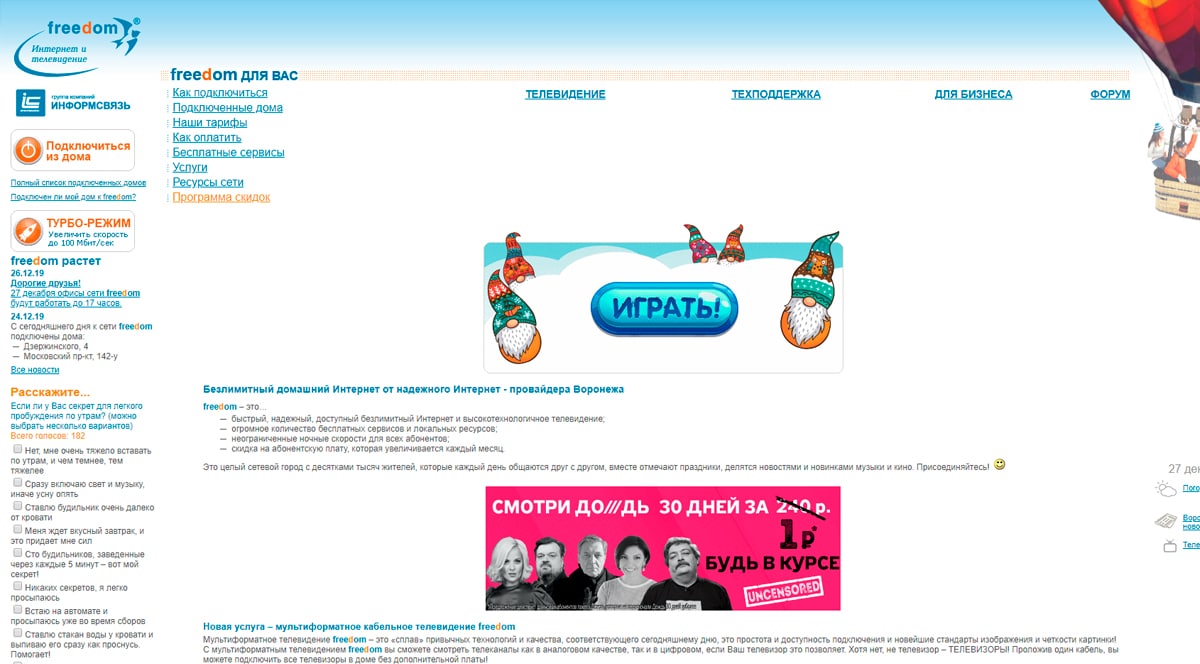 freedom®
Интернет и
телевидение
группа компаний
ИНФОРМСВЯЗЬ
Подключиться
из дома
Полный список подключенных домов
Подключен ли мой дом к freedom?
ТУРБО-РЕЖИМ
Увеличить скорость
до 100 Мбит/сек
freedom растет
26.12.19
Дорогие друзья!
27 декабря офисы сети freedom
будут работать до 17 часов.
24.12.19
С сегодняшнего дня к сети freedom
подключены дома:
— Дзержинского, 4
— Московский пр-кт, 142-у
Все новости
Расскажите...
Если ли у Вас секрет для легкого
пробуждения по утрам? (можно
выбрать несколько вариантов)
Всего голосов: 182
Нет, мне очень тяжело вставать
по утрам, и чем темнее, тем
тяжелее
Сразу включаю свет и музыку,
иначе усну опять
Ставлю будильник очень далеко
от кровати
Меня ждет вкусный завтрак, и
это придает мне сил
Сто будильников, заведенные
через каждые 5 минут – вот мой
секрет!
Никаких секретов, я легко
просыпаюсь
Встаю на автомате и
просыпаюсь уже во время сборов
Ставлю стакан воды у кровати и
выпиваю его сразу как проснусь.
Помогает!
freedom ДЛЯ ВАС
Как подключиться
Подключенные дома
Наши тарифы
Как оплатить
Бесплатные сервисы
Услуги
Ресурсы сети
Программа скидок
ТЕЛЕВИДЕНИЕ
ТЕХПОДДЕРЖКА
ДЛЯ БИЗНЕСА
ФОРУМ
ИГРАТЬ!
Безлимитный домашний Интернет от надежного Интернет - провайдера Воронежа
freedom – это...
— быстрый, надежный, доступный безлимитный Интернет и высокотехнологичное телевидение;
— огромное количество бесплатных сервисов и локальных ресурсов;
— неограниченные ночные скорости для всех абонентов;
— скидка на абонентскую плату, которая увеличивается каждый месяц.
Это целый сетевой город с десятками тысяч жителей, которые каждый день общаются друг с другом, вместе отмечают праздники, делятся новостями и новинками музыки и кино. Присоединяйтесь!
СМОТРИ ДО///ДЬ 30 ДНЕЙ ЗА 240 р.
1 р*
БУДЬ В КУРСЕ
UNCENSORED
Новая услуга – мультиформатное кабельное телевидение freedom
Мультиформатное телевидение freedom – это «сплав» привычных технологий и качества, соответствующего сегодняшнему дню, это простота и доступность подключения и новейшие стандарты изображения и четкости картинки!
С мультиформатным телевидением freedom вы сможете смотреть телеканалы как в аналоговом качестве, так и в цифровом, если Ваш телевизор это позволяет. Хотя нет, не телевизор – ТЕЛЕВИЗОРЫ! Проложив один кабель, вы
можете подключить все телевизоры в доме без дополнительной платы!
27 дек
Пого
Воро
ново
Теле